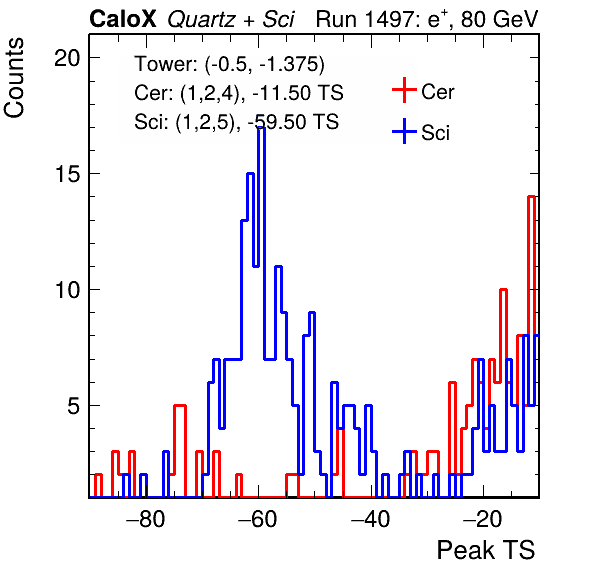 CaloX Quartz + Sci Run 1497: e+, 80 GeV
Counts
Tower: (-0.5, -1.375)
Cer: (1,2,4), -11.50 TS
Sci: (1,2,5), -59.50 TS
Cer
Sci
20
15
10
5
−80 −60 −40 −20
Peak TS